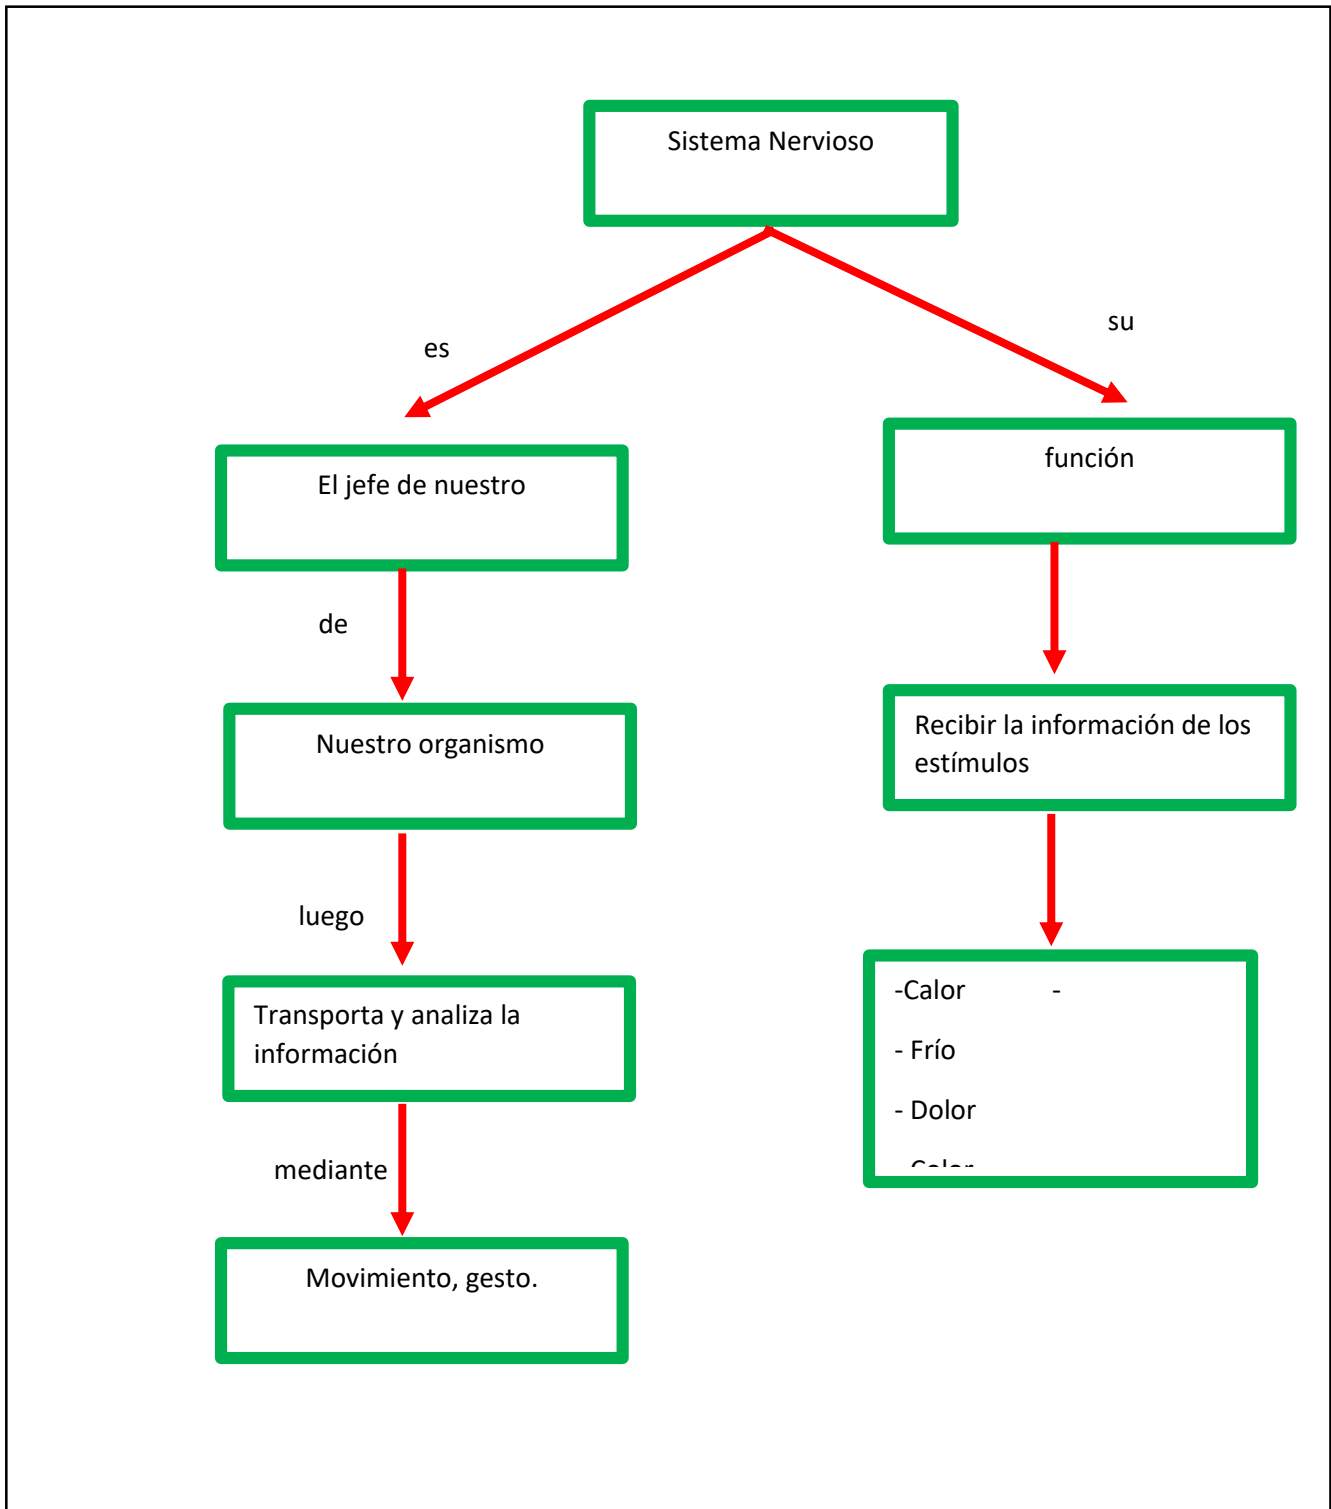 Sistema Nervioso
es
su
El jefe de nuestro
función
de
Nuestro organismo
Recibir la información de los
estímulos
luego
Transporta y analiza la
información
-Calor -
- Frío
- Dolor
mediante
Movimiento, gesto.